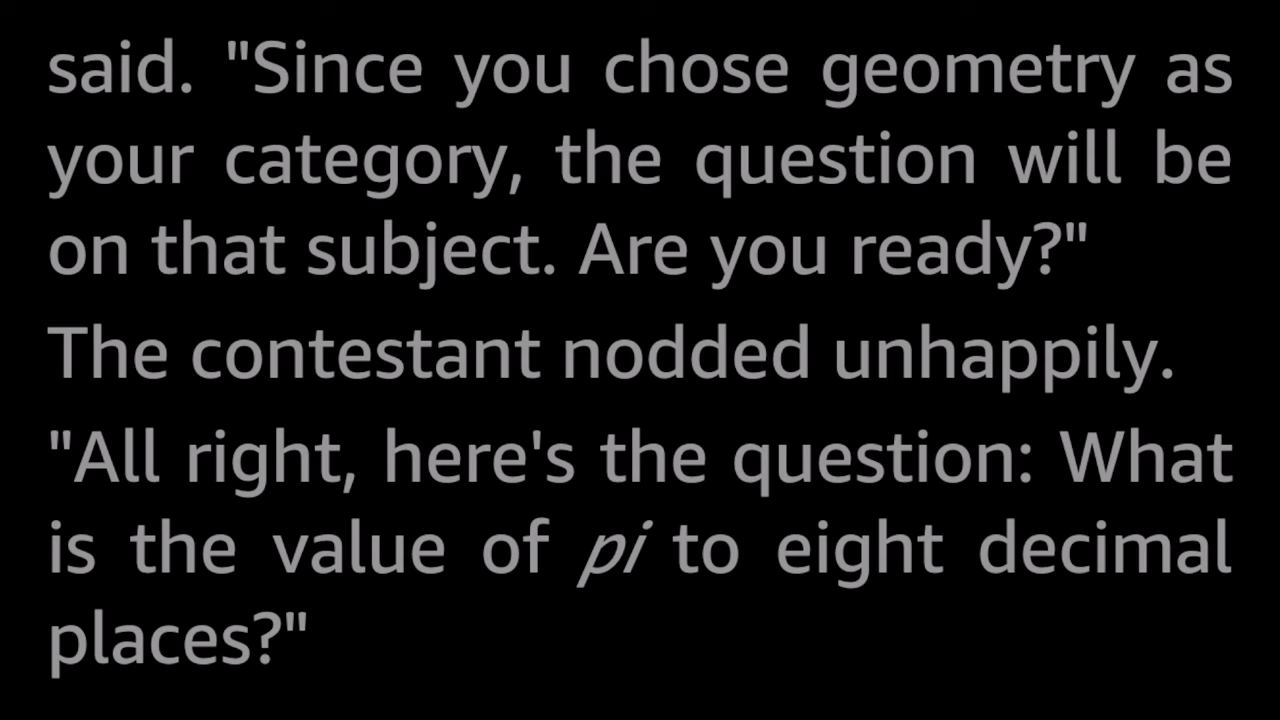 said. "Since you chose geometry as
your category, the question will be
on that subject. Are you ready?"
The contestant nodded unhappily.
"All right, here's the question: What
is the value of pi to eight decimal
places?"